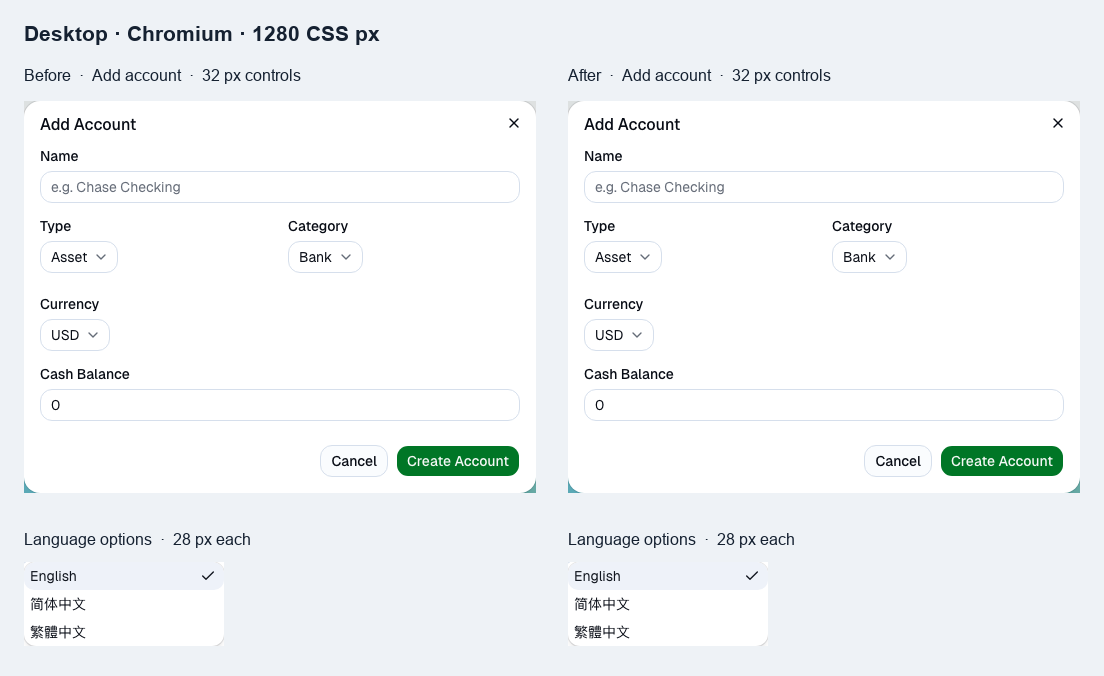 Desktop · Chromium · 1280 CSS px
Before · Add account · 32 px controls
Add Account
Name
e.g. Chase Checking
Type
Category
Asset
Bank
Currency
USD
Cash Balance
0
Cancel
Create Account
Language options · 28 px each
English
简体中文
繁體中文
After · Add account · 32 px controls
Add Account
Name
e.g. Chase Checking
Type
Category
Asset
Bank
Currency
USD
Cash Balance
0
Cancel
Create Account
Language options · 28 px each
English
简体中文
繁體中文